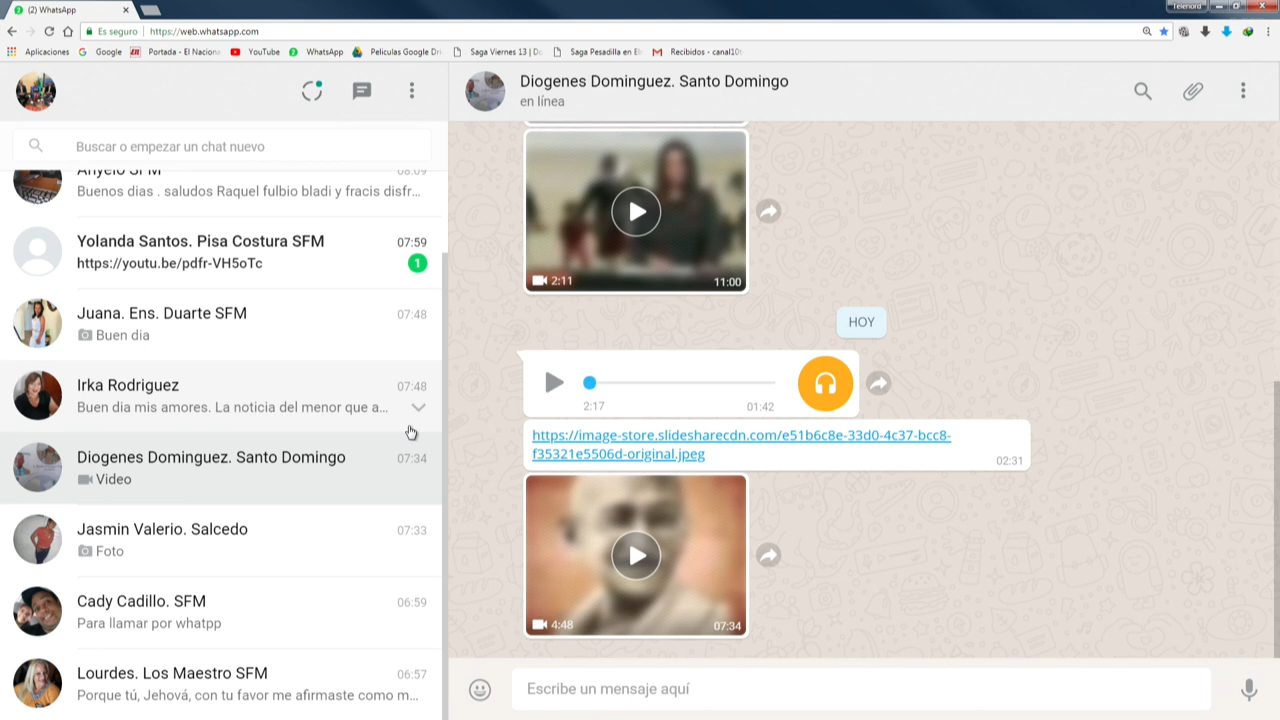 (2) WhatsApp
Telenord
Es seguro
https://web.whatsapp.com
Aplicaciones
Google
Portada - El Nacion
YouTube
WhatsApp
Peliculas Google Dri
Saga Viernes 13 | Do
Saga Pesadilla en El
Recibidos - canal10
Diogenes Dominguez. Santo Domingo
en línea
Buscar o empezar un chat nuevo
Anyelo SFM
08:09
Buenos dias . saludos Raquel fulbio bladi y fracis disfr...
Yolanda Santos. Pisa Costura SFM
07:59
https://youtu.be/pdfr-VH5oTc
1
Juana. Ens. Duarte SFM
07:48
Buen dia
Irka Rodriguez
07:48
Buen dia mis amores. La noticia del menor que a...
Diogenes Dominguez. Santo Domingo
07:34
Video
Jasmin Valerio. Salcedo
07:33
Foto
Cady Cadillo. SFM
06:59
Para llamar por whatpp
Lourdes. Los Maestro SFM
06:57
Porque tú, Jehová, con tu favor me afirmaste como m...
2:11
11:00
HOY
2:17
01:42
https://image-store.slidesharecdn.com/e51b6c8e-33d0-4c37-bcc8-
f35321e5506d-original.jpeg
02:31
4:48
07:34
Escribe un mensaje aquí